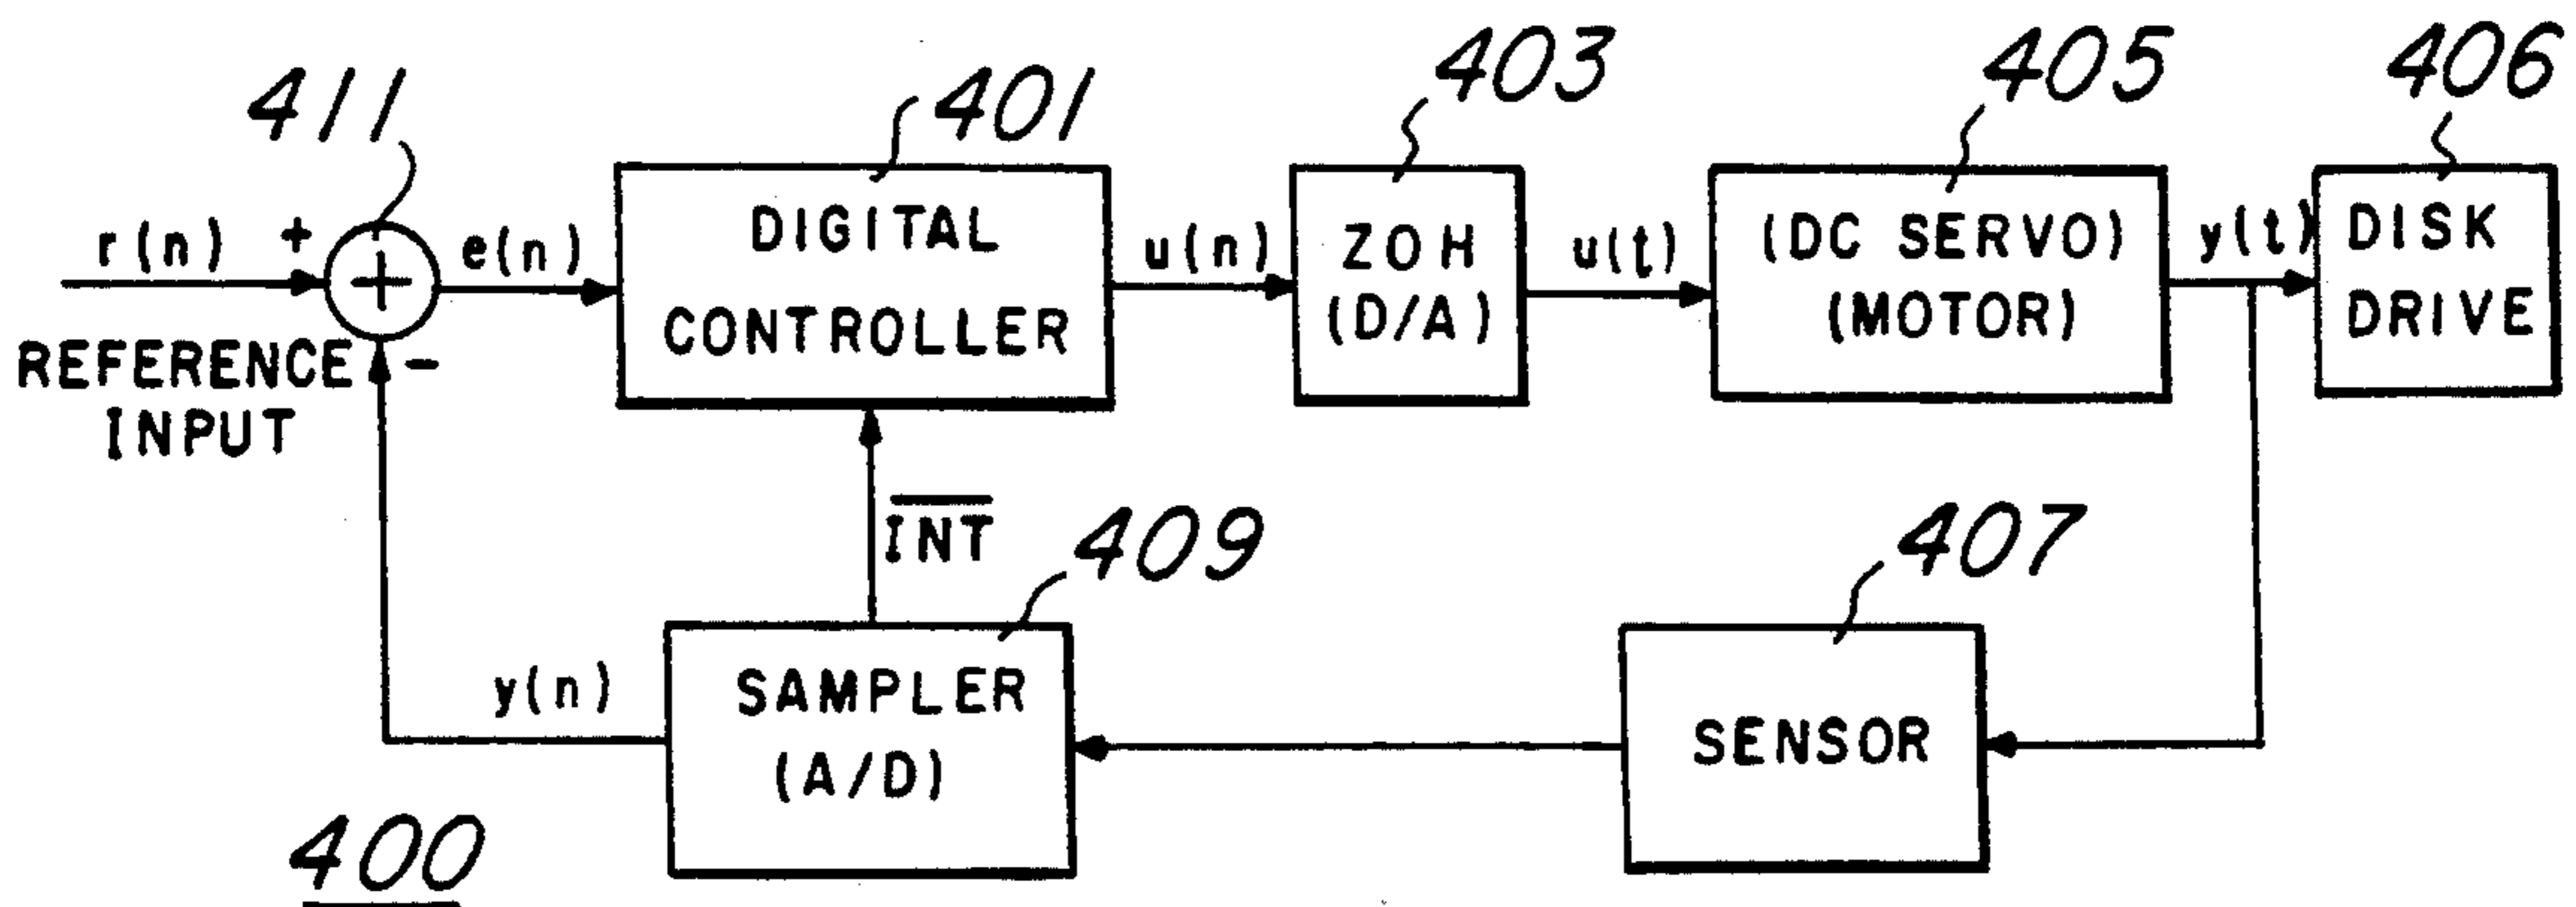 411
401
403
405
406
r(n)
+
+
e(n)
DIGITAL
CONTROLLER
u(n)
ZOH
(D/A)
u(t)
(DC SERVO)
(MOTOR)
y(t)
DISK
DRIVE
REFERENCE
INPUT
-
I̅N̅T̅
409
407
y(n)
SAMPLER
(A/D)
SENSOR
400